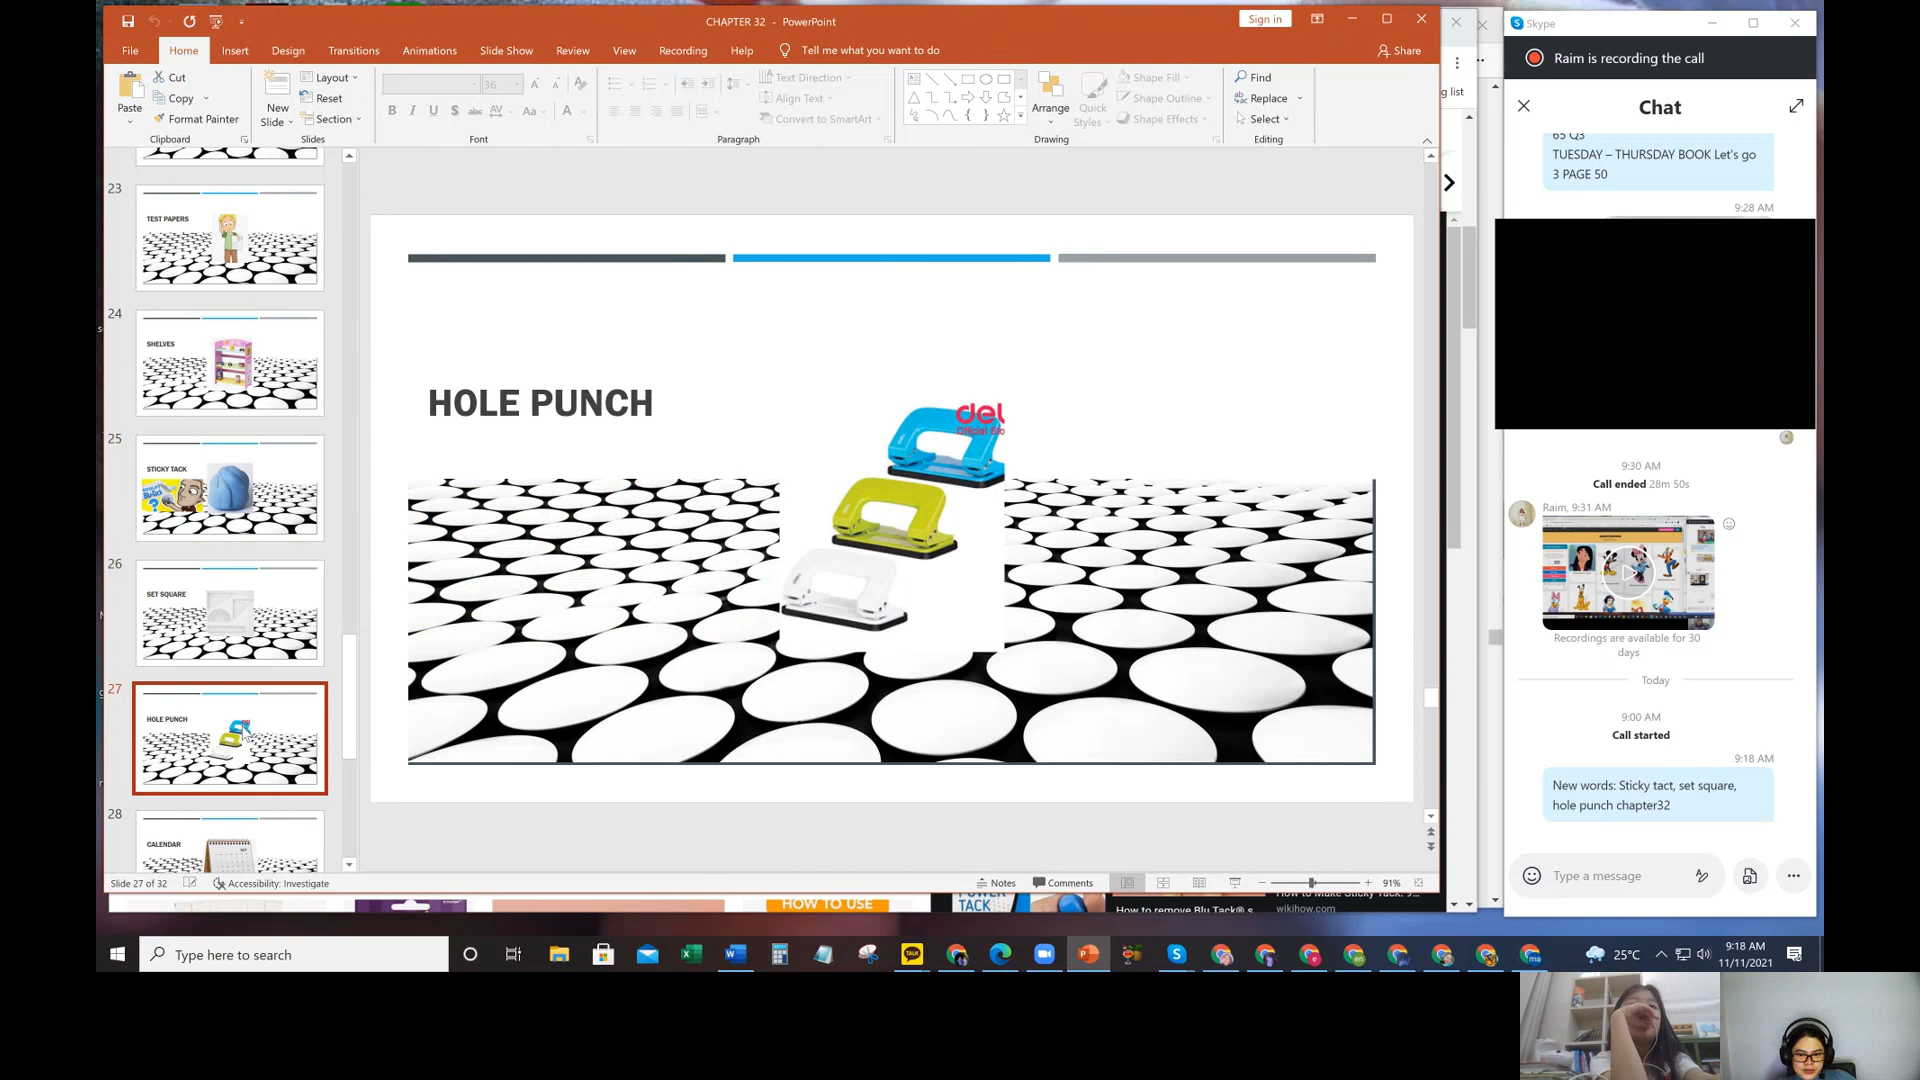 CHAPTER 32 - PowerPoint
Sign in
File
Home
Insert
Design
Transitions
Animations
Slide Show
Review
View
Recording
Help
Tell me what you want to do
Share
Paste
Cut
Copy
Format Painter
Clipboard
New
Slide
Layout
Reset
Section
Slides
36
Font
Text Direction
Align Text
Convert to SmartArt
Paragraph
Arrange
Quick
Styles
Shape Fill
Shape Outline
Shape Effects
Drawing
Find
Replace
Select
Editing
g list
23
TEST PAPERS
24
SHELVES
25
STICKY TACK
26
SET SQUARE
27
HOLE PUNCH
28
CALENDAR
HOLE PUNCH
del
Slide 27 of 32
Accessibility: Investigate
Notes
Comments
91%
HOW TO USE
TACK
How to remove Blu Tack® s
wikihow.com
Skype
Raim is recording the call
Chat
65 Q3
TUESDAY – THURSDAY BOOK Let's go
3 PAGE 50
9:28 AM
9:30 AM
Call ended 28m 50s
Raim, 9:31 AM
Recordings are available for 30
days
Today
9:00 AM
Call started
9:18 AM
New words: Sticky tact, set square,
hole punch chapter32
Type a message
Type here to search
25°C
9:18 AM
11/11/2021